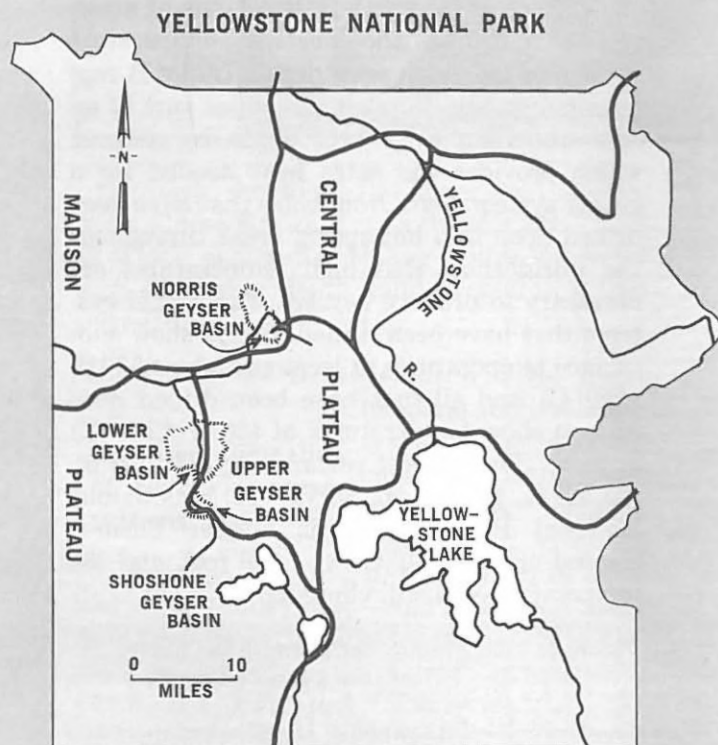 YELLOWSTONE NATIONAL PARK
N
MADISON
PLATEAU
CENTRAL
PLATEAU
YELLOWSTONE
R.
NORRIS
GEYSER
BASIN
LOWER
GEYSER
BASIN
UPPER
GEYSER
BASIN
YELLOW–
STONE
LAKE
SHOSHONE
GEYSER
BASIN
0 10
MILES